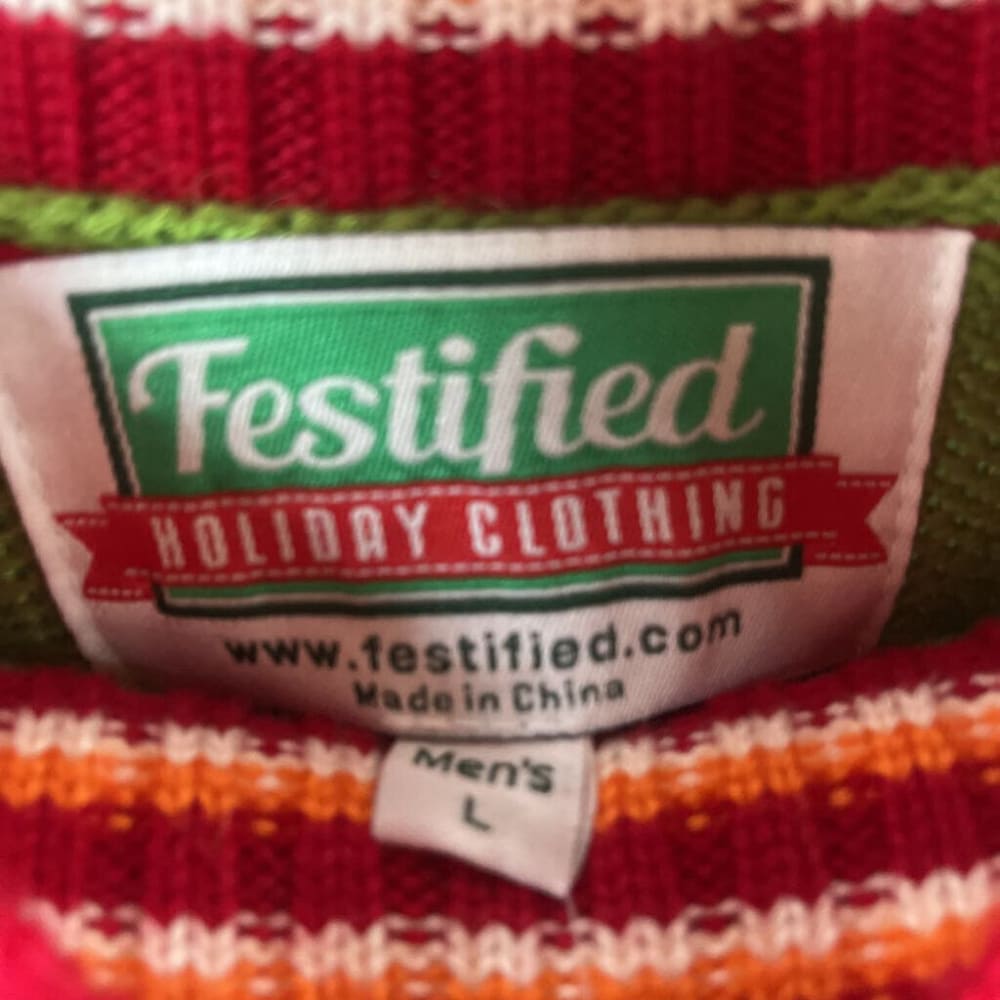 Festified
HOLIDAY CLOTHING
www.festified.com
Made in China
Men's
L